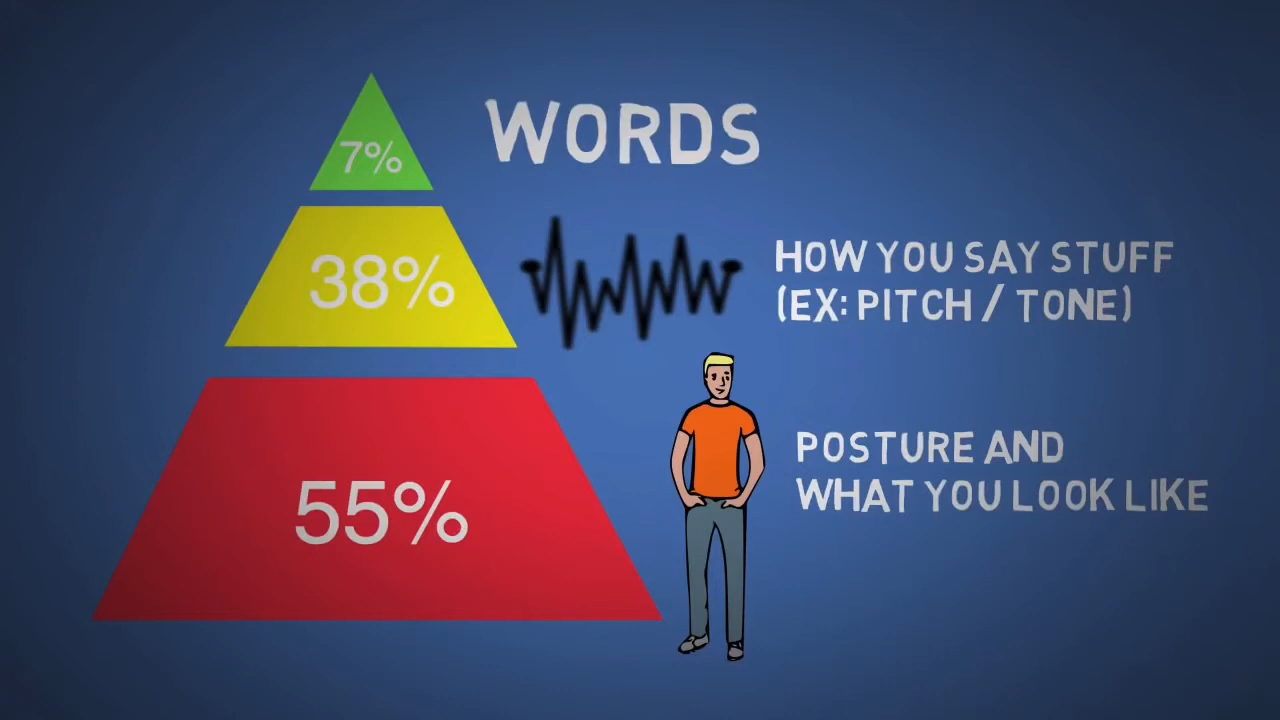 7%
WORDS
38%
HOW YOU SAY STUFF
(EX: PITCH / TONE)
55%
POSTURE AND
WHAT YOU LOOK LIKE